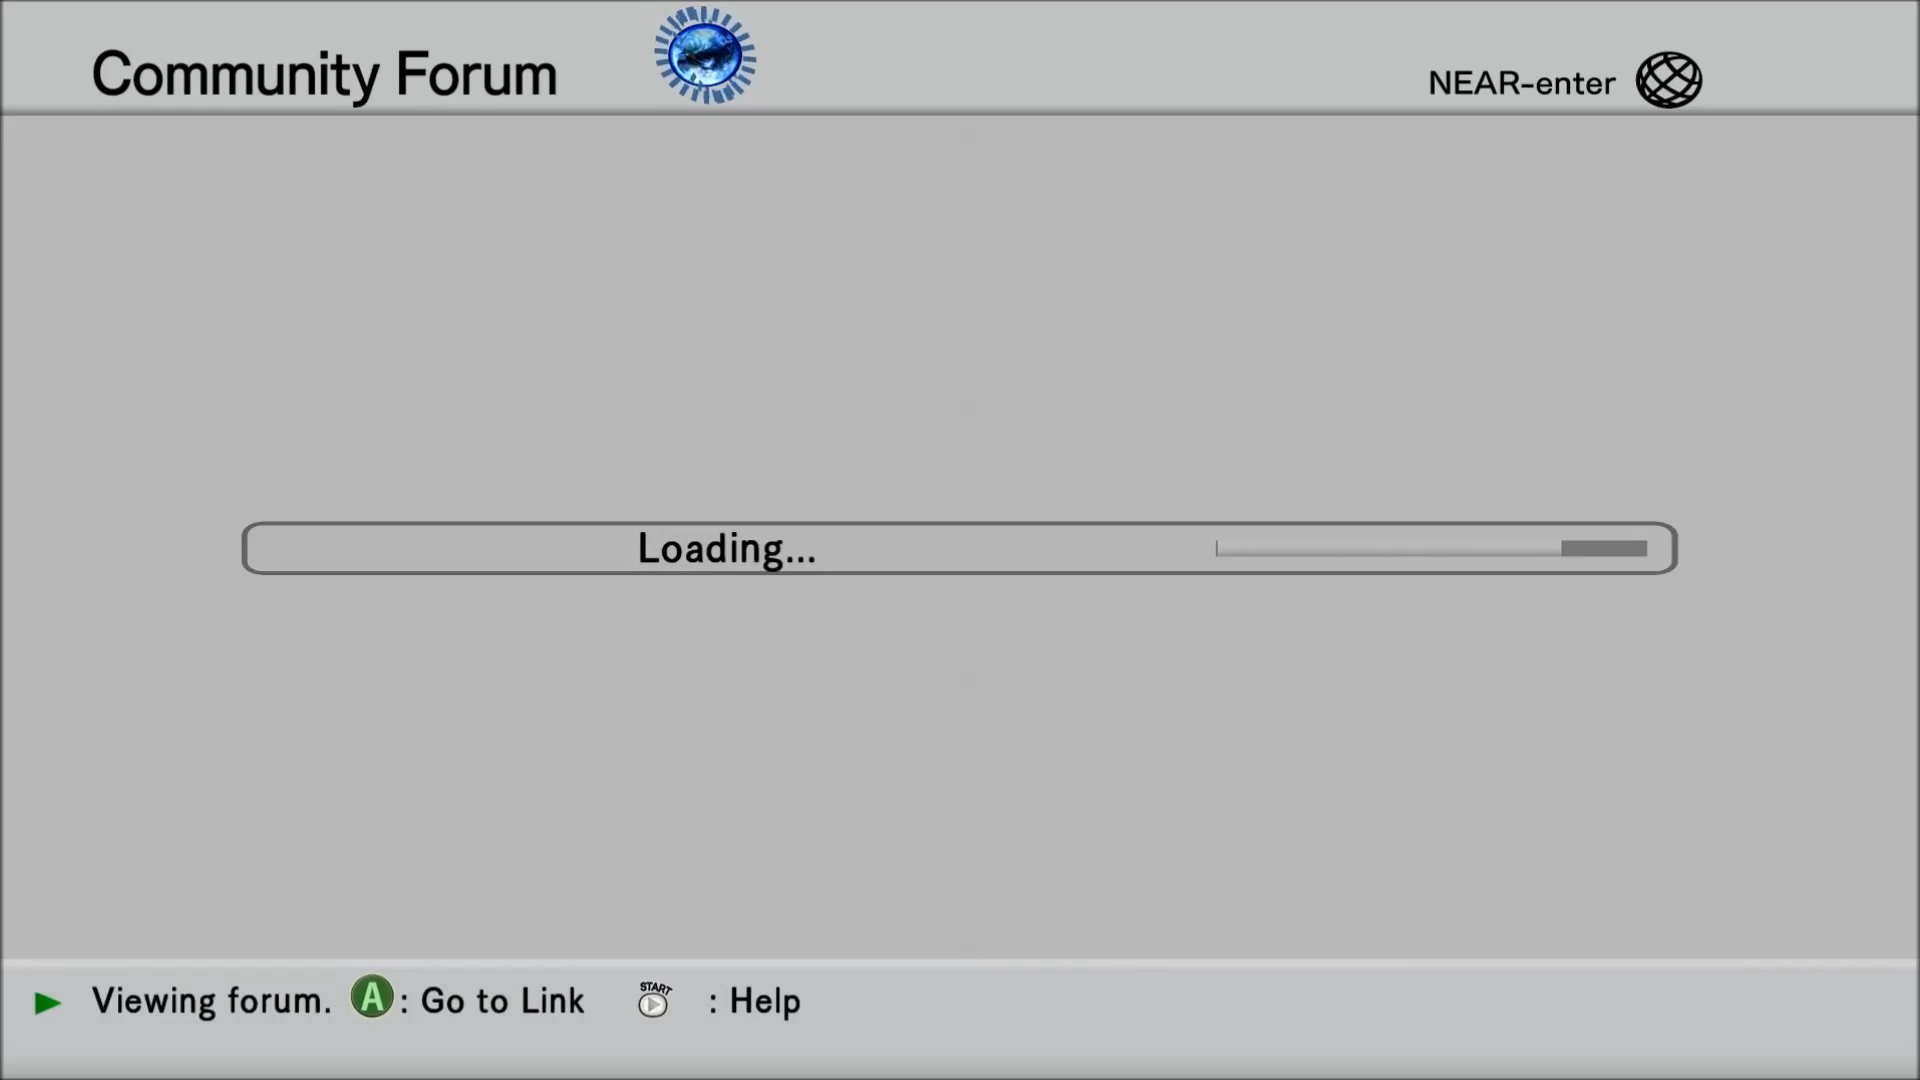 Community Forum
NEAR-enter
Loading...
Viewing forum. A : Go to Link START : Help